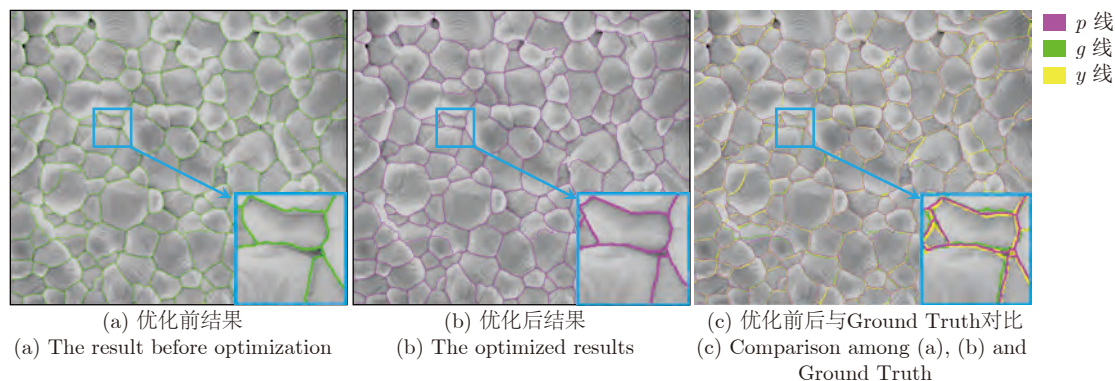 p 线
g 线
y 线
(a) 优化前结果
(a) The result before optimization
(b) 优化后结果
(b) The optimized results
(c) 优化前后与Ground Truth对比
(c) Comparison among (a), (b) and
Ground Truth